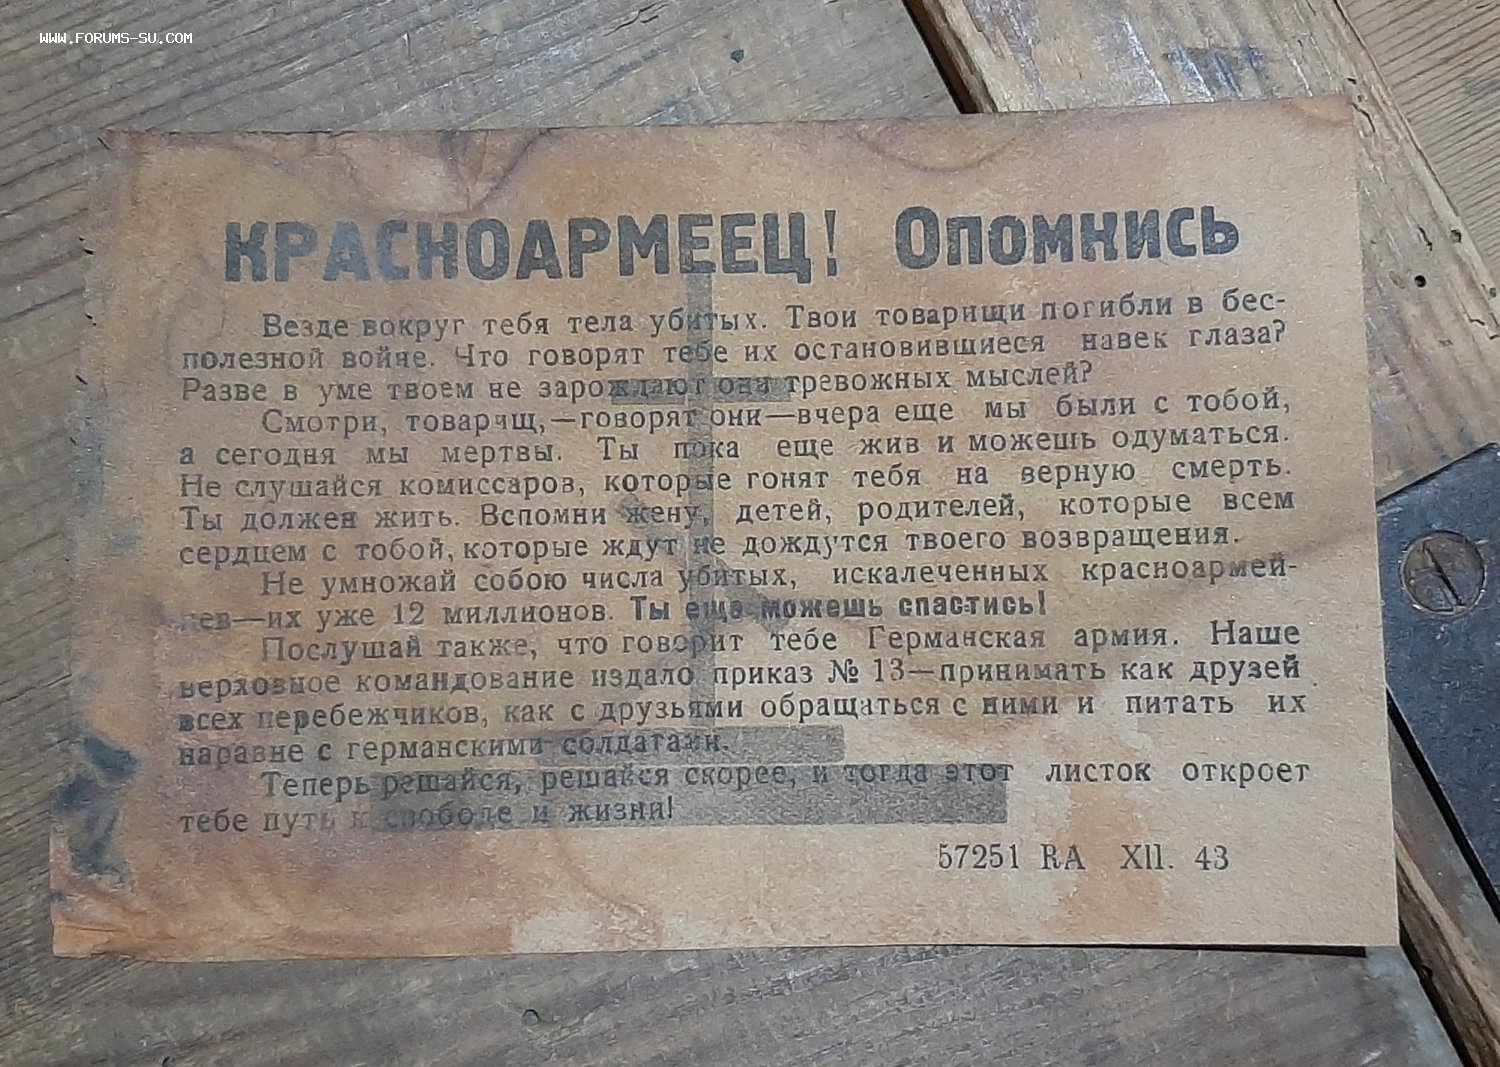 WWW.FORUMS-SU.COM
КРАСНОАРМЕЕЦ! Опомнись
Везде вокруг тебя тела убитых. Твои товарищи погибли в бес-
полезной войне. Что говорят тебе их остановившиеся навек глаза?
Разве в уме твоем не зарождают они тревожных мыслей?
Смотри, товарищ,—говорят они—вчера еще мы были с тобой,
а сегодня мы мертвы. Ты пока еще жив и можешь одуматься.
Не слушайся комиссаров, которые гонят тебя на верную смерть.
Ты должен жить. Вспомни жену, детей, родителей, которые всем
сердцем с тобой, которые ждут не дождутся твоего возвращения.
Не умножай собою числа убитых, искалеченных красноармей-
цев—их уже 12 миллионов. Ты еще можешь спастись!
Послушай также, что говорит тебе Германская армия. Наше
верховное командование издало приказ № 13—принимать как друзей
всех перебежчиков, как с друзьями обращаться с ними и питать их
наравне с германскими солдатами.
Теперь решайся, решайся скорее, и тогда этот листок откроет
тебе путь к свободе и жизни!
57251 RA XII. 43